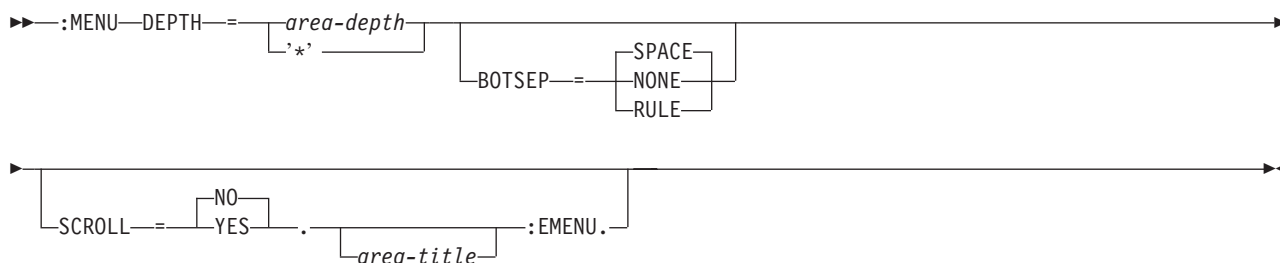 :MENU DEPTH = area-depth
'*'
SPACE
BOTSEP = NONE
RULE
NO
SCROLL = YES . :EMENU.
area-title